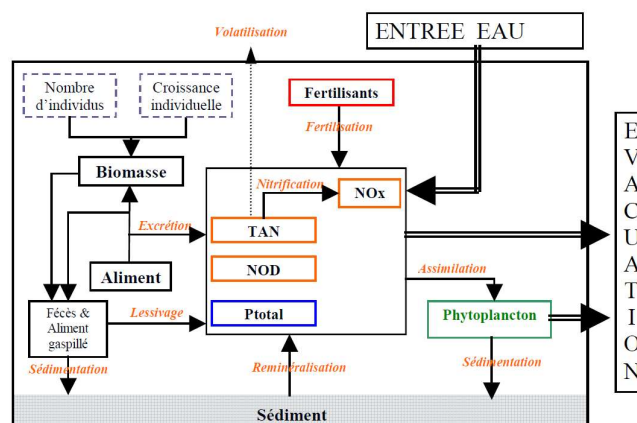 ENTREE EAU
Volatilisation
Nombre
d'individus
Croissance
individuelle
Fertilisants
Fertilisation
Biomasse
Nitrification
NOx
Excrétion
TAN
Aliment
NOD
Assimilation
Fécès &
Aliment
gaspillé
Lessivage
Ptotal
Phytoplancton
Sédimentation
Reminéralisation
Sédimentation
Sédiment
E
V
A
C
U
A
T
I
O
N